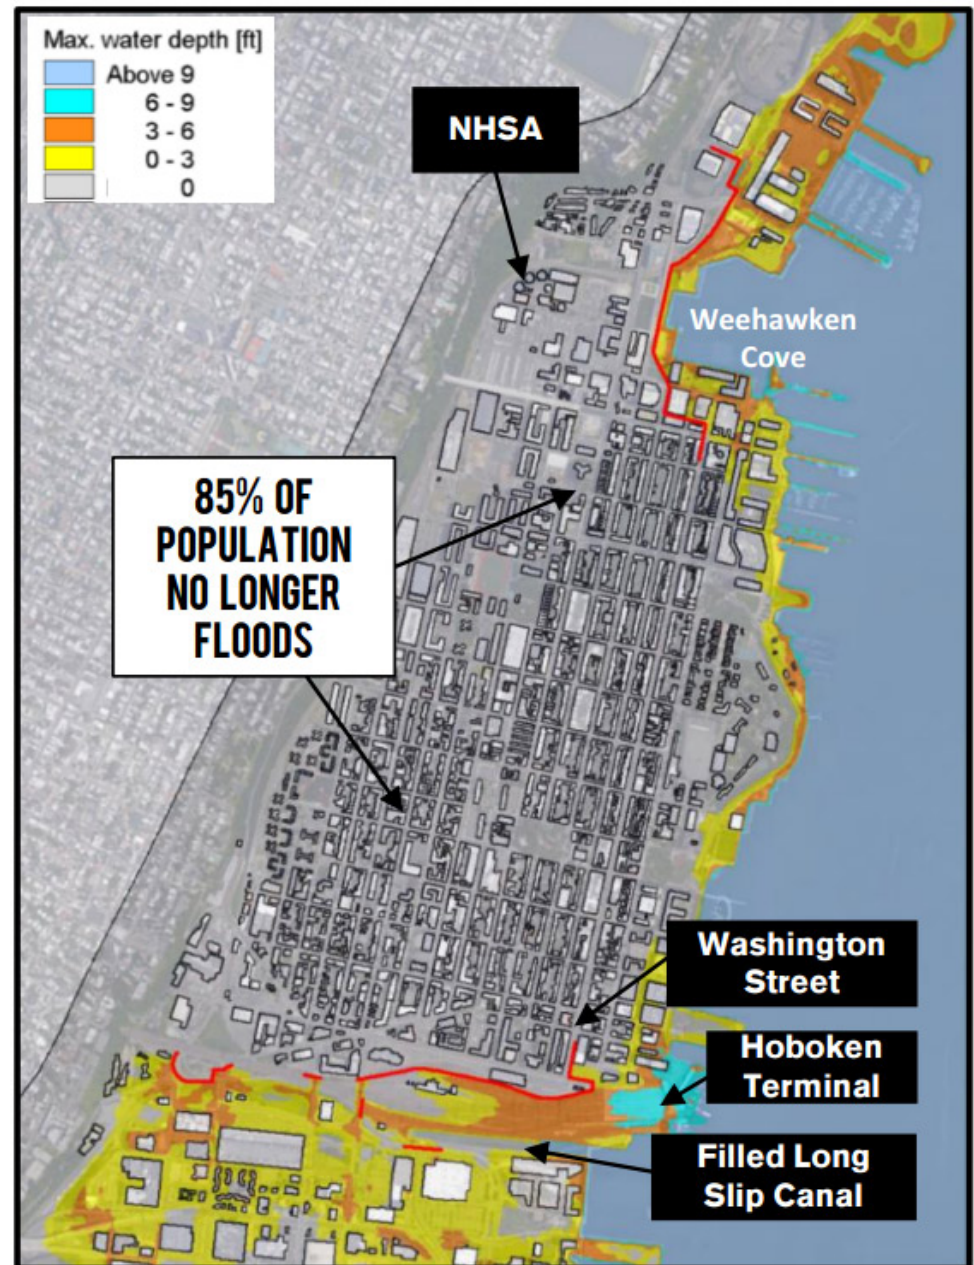 Max. water depth [ft]
Above 9
6 - 9
3 - 6
0 - 3
0
NHSA
Weehawken
Cove
85% OF
POPULATION
NO LONGER
FLOODS
Washington
Street
Hoboken
Terminal
Filled Long
Slip Canal